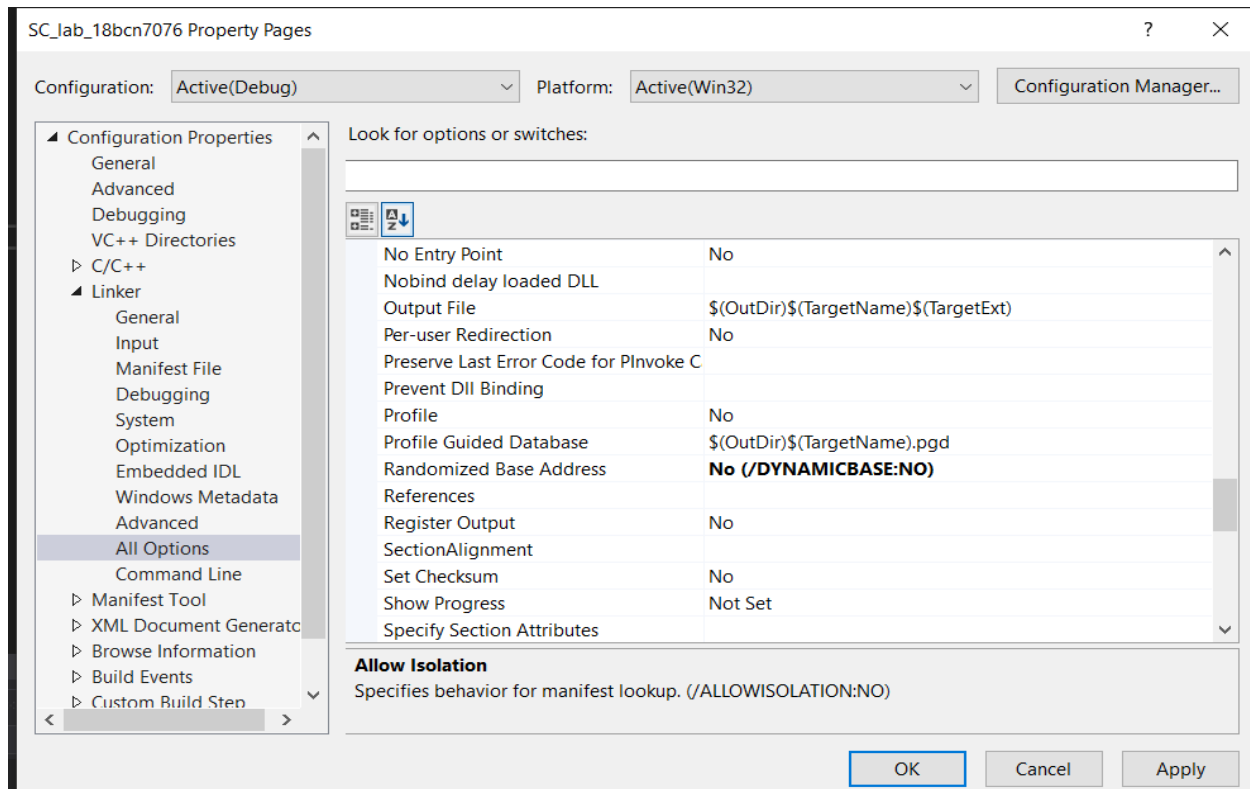 SC_lab_18bcn7076 Property Pages
?
Configuration: Active(Debug) Platform: Active(Win32) Configuration Manager...
Configuration Properties
General
Advanced
Debugging
VC++ Directories
C/C++
Linker
General
Input
Manifest File
Debugging
System
Optimization
Embedded IDL
Windows Metadata
Advanced
All Options
Command Line
Manifest Tool
XML Document Generato
Browse Information
Build Events
Custom Build Step
Look for options or switches:
No Entry Point No
Nobind delay loaded DLL
Output File $(OutDir)$(TargetName)$(TargetExt)
Per-user Redirection No
Preserve Last Error Code for PInvoke C
Prevent Dll Binding
Profile No
Profile Guided Database $(OutDir)$(TargetName).pgd
Randomized Base Address No (/DYNAMICBASE:NO)
References
Register Output No
SectionAlignment
Set Checksum No
Show Progress Not Set
Specify Section Attributes
Allow Isolation
Specifies behavior for manifest lookup. (/ALLOWISOLATION:NO)
OK Cancel Apply